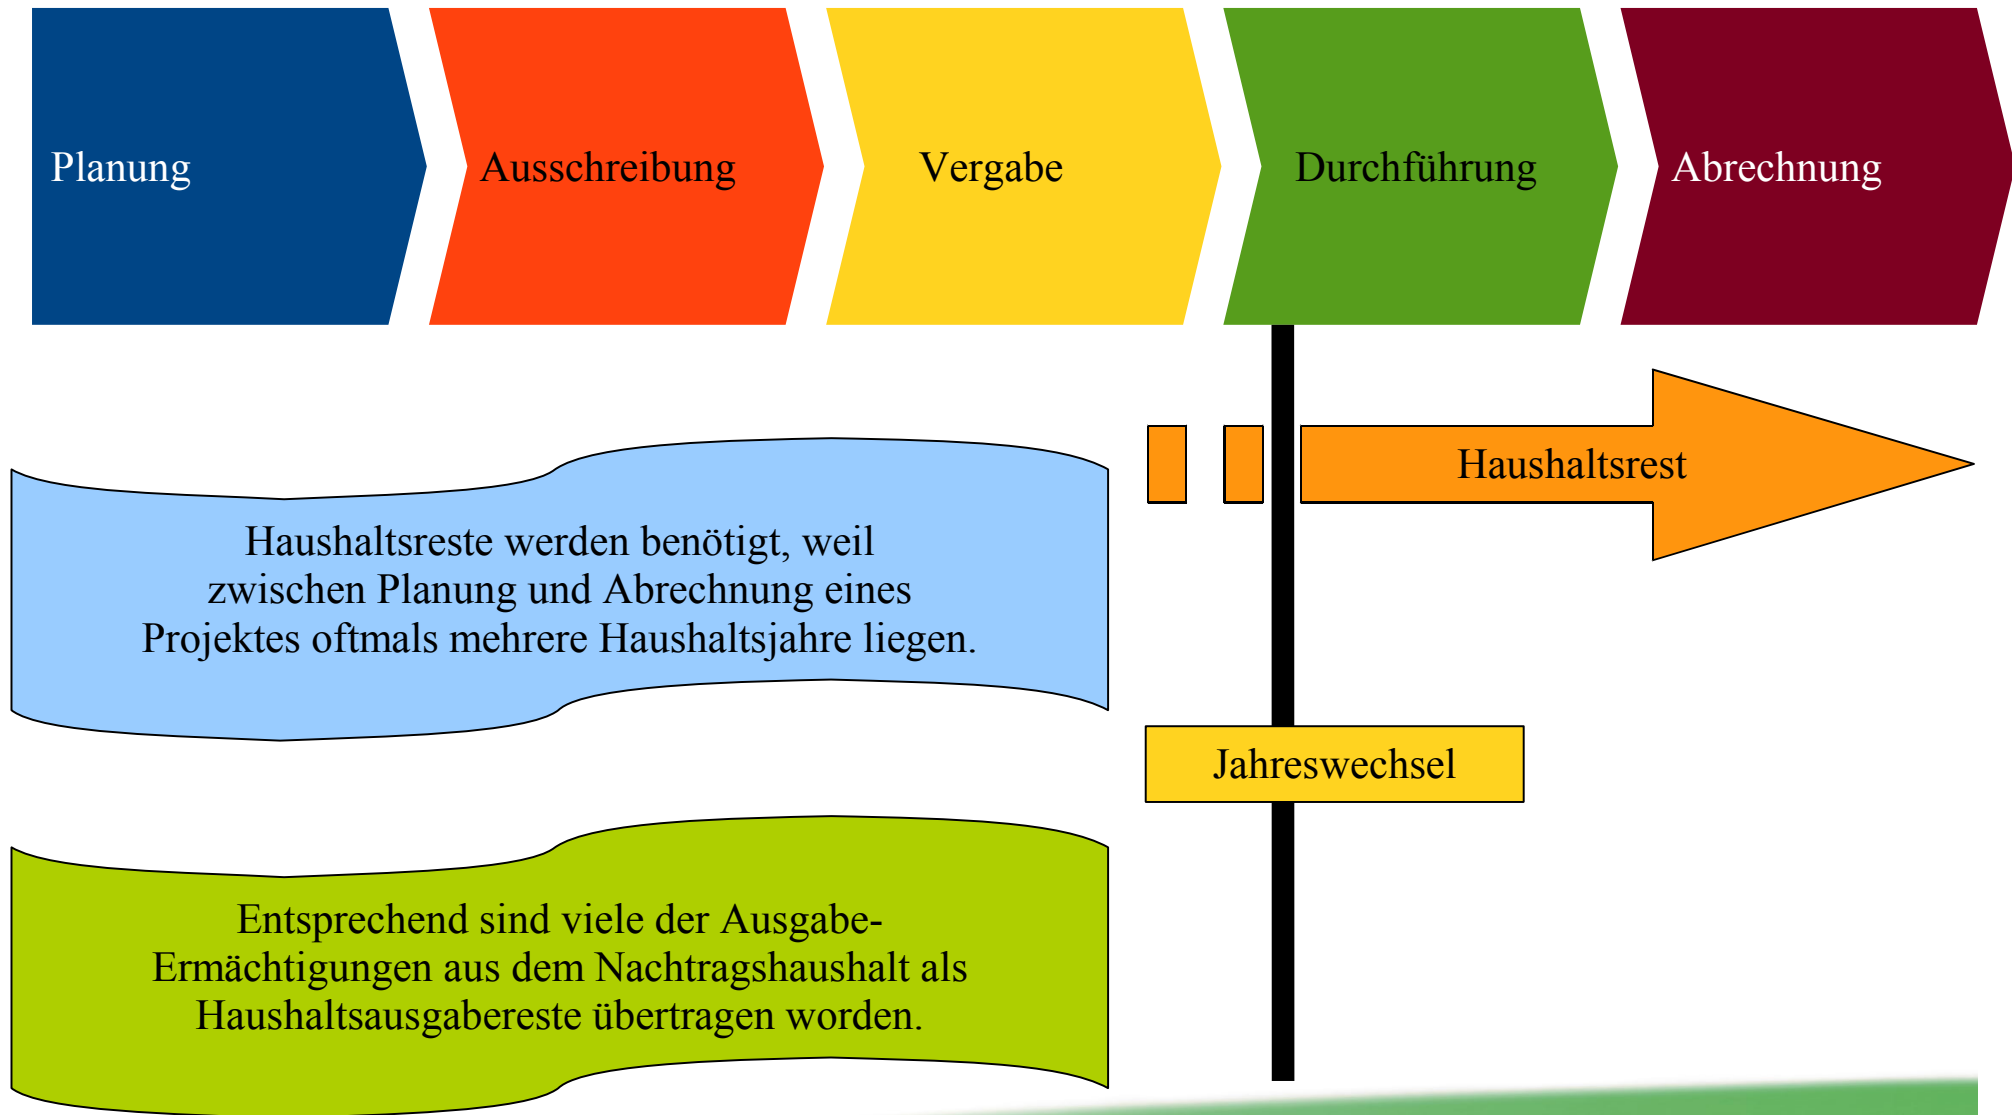 Planung
Ausschreibung
Vergabe
Durchführung
Abrechnung
Haushaltsrest
Haushaltsreste werden benötigt, weil
zwischen Planung und Abrechnung eines
Projektes oftmals mehrere Haushaltsjahre liegen.
Jahreswechsel
Entsprechend sind viele der Ausgabe-
Ermächtigungen aus dem Nachtragshaushalt als
Haushaltsausgabereste übertragen worden.